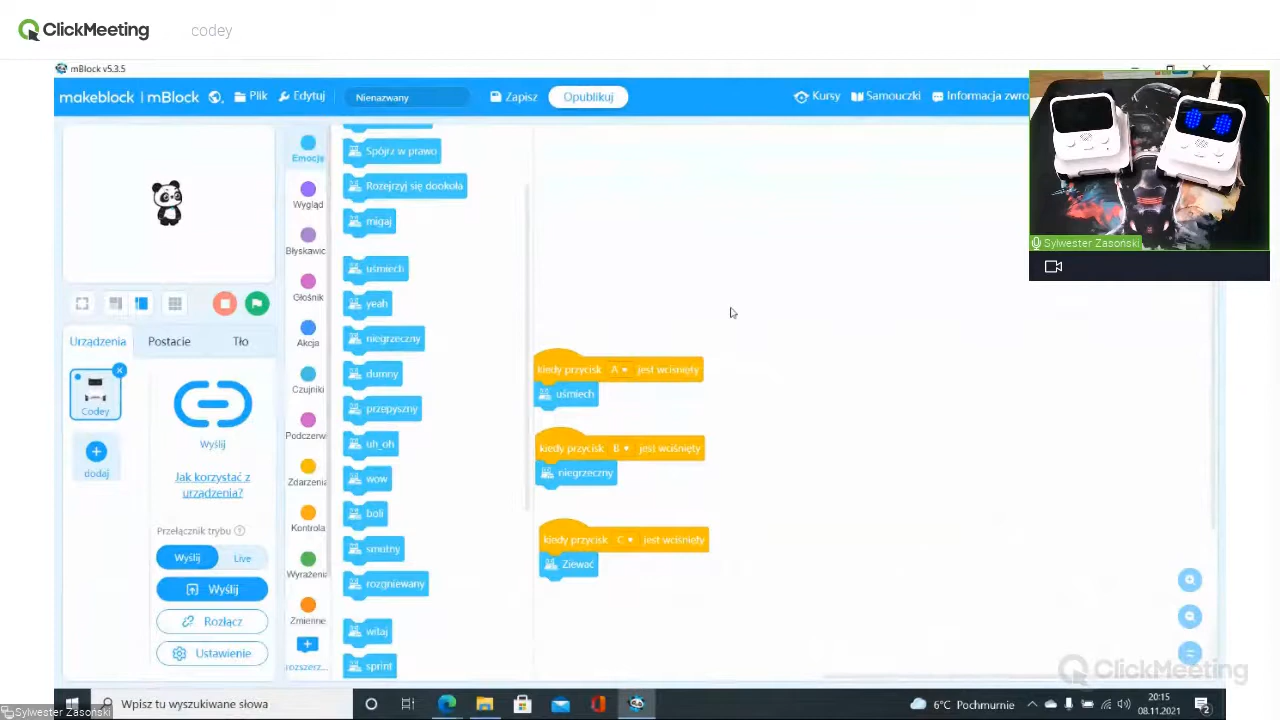 ClickMeeting
codey
mBlock v5.3.5
makeblock | mBlock
Plik
Edytuj
Nienazwany
Zapisz
Opublikuj
Kursy
Samouczki
Informacja zwro
Sylwester Zasoński
Spójrz w prawo
Rozejrzyj się dookoła
migaj
uśmiech
yeah
niegrzeczny
dumny
przepyszny
uh_oh
wow
boli
smutny
rozgniewany
witaj
sprint
Emocje
Wygląd
Błyskawic
Głośnik
Akcja
Czujniki
Podczerw
Zdarzenia
Kontrola
Wyrażenia
Zmienne
rozszerz...
Urządzenia
Postacie
Tło
Codey
dodaj
Wyślij
Jak korzystać z
urządzenia?
Przełącznik trybu
Wyślij
Live
Wyślij
Rozłącz
Ustawienie
kiedy przycisk A jest wciśnięty
uśmiech
kiedy przycisk B jest wciśnięty
niegrzeczny
kiedy przycisk C jest wciśnięty
Ziewać
ClickMeeting
Wpisz tu wyszukiwane słowa
6°C Pochmurnie
20:15
08.11.2021
2
Sylwester Zasoński